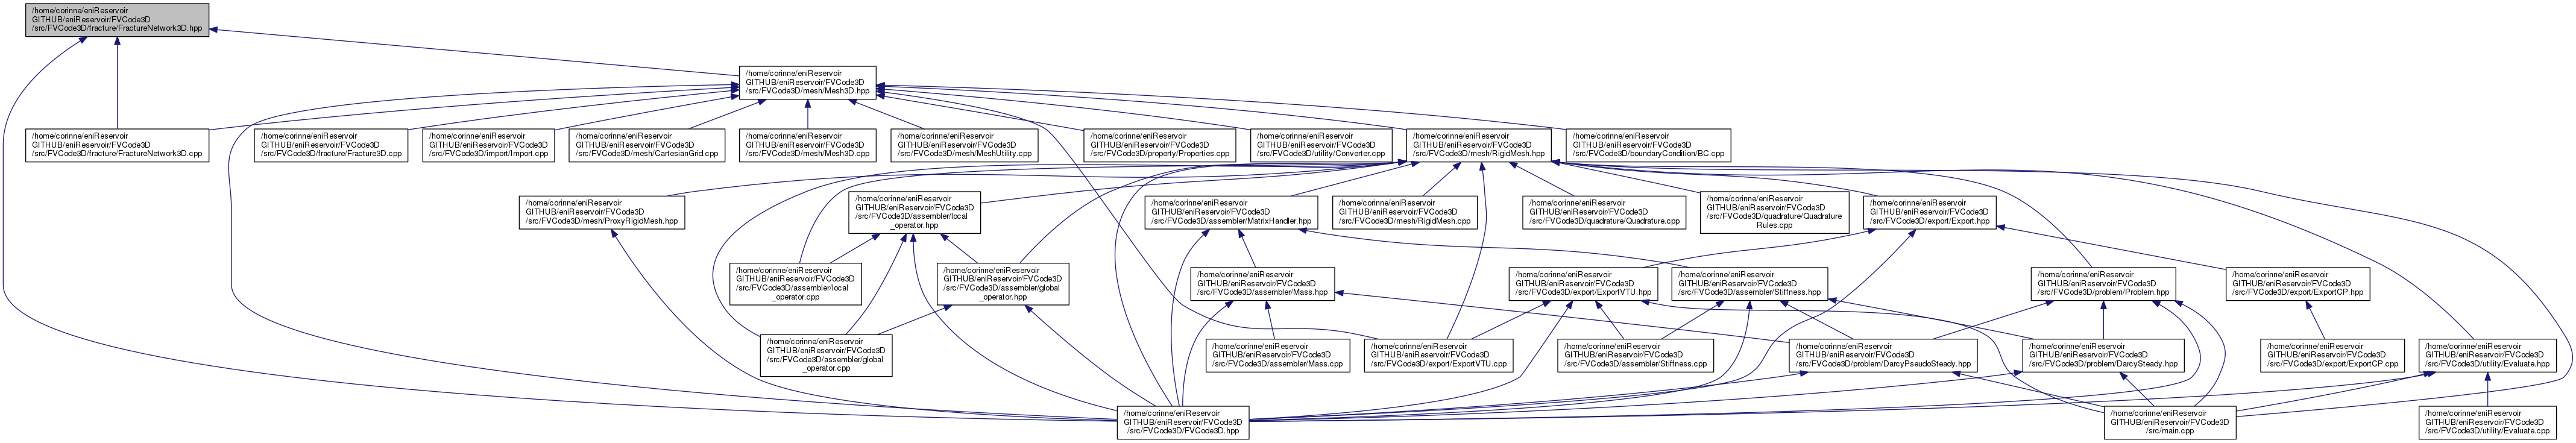 /home/corinne/eniReservoir
GITHUB/eniReservoir/FVCode3D
/src/FVCode3D/fracture/FractureNetwork3D.hpp
/home/corinne/eniReservoir
GITHUB/eniReservoir/FVCode3D
/src/FVCode3D/mesh/Mesh3D.hpp
/home/corinne/eniReservoir
GITHUB/eniReservoir/FVCode3D
/src/FVCode3D/fracture/FractureNetwork3D.cpp
/home/corinne/eniReservoir
GITHUB/eniReservoir/FVCode3D
/src/FVCode3D/fracture/Fracture3D.cpp
/home/corinne/eniReservoir
GITHUB/eniReservoir/FVCode3D
/src/FVCode3D/import/Import.cpp
/home/corinne/eniReservoir
GITHUB/eniReservoir/FVCode3D
/src/FVCode3D/mesh/CartesianGrid.cpp
/home/corinne/eniReservoir
GITHUB/eniReservoir/FVCode3D
/src/FVCode3D/mesh/Mesh3D.cpp
/home/corinne/eniReservoir
GITHUB/eniReservoir/FVCode3D
/src/FVCode3D/mesh/MeshUtility.cpp
/home/corinne/eniReservoir
GITHUB/eniReservoir/FVCode3D
/src/FVCode3D/property/Properties.cpp
/home/corinne/eniReservoir
GITHUB/eniReservoir/FVCode3D
/src/FVCode3D/utility/Converter.cpp
/home/corinne/eniReservoir
GITHUB/eniReservoir/FVCode3D
/src/FVCode3D/mesh/RigidMesh.hpp
/home/corinne/eniReservoir
GITHUB/eniReservoir/FVCode3D
/src/FVCode3D/boundaryCondition/BC.cpp
/home/corinne/eniReservoir
GITHUB/eniReservoir/FVCode3D
/src/FVCode3D/mesh/ProxyRigidMesh.hpp
/home/corinne/eniReservoir
GITHUB/eniReservoir/FVCode3D
/src/FVCode3D/assembler/local
_operator.hpp
/home/corinne/eniReservoir
GITHUB/eniReservoir/FVCode3D
/src/FVCode3D/assembler/MatrixHandler.hpp
/home/corinne/eniReservoir
GITHUB/eniReservoir/FVCode3D
/src/FVCode3D/mesh/RigidMesh.cpp
/home/corinne/eniReservoir
GITHUB/eniReservoir/FVCode3D
/src/FVCode3D/quadrature/Quadrature.cpp
/home/corinne/eniReservoir
GITHUB/eniReservoir/FVCode3D
/src/FVCode3D/quadrature/Quadrature
Rules.cpp
/home/corinne/eniReservoir
GITHUB/eniReservoir/FVCode3D
/src/FVCode3D/export/Export.hpp
/home/corinne/eniReservoir
GITHUB/eniReservoir/FVCode3D
/src/FVCode3D/assembler/local
_operator.cpp
/home/corinne/eniReservoir
GITHUB/eniReservoir/FVCode3D
/src/FVCode3D/assembler/global
_operator.hpp
/home/corinne/eniReservoir
GITHUB/eniReservoir/FVCode3D
/src/FVCode3D/assembler/Mass.hpp
/home/corinne/eniReservoir
GITHUB/eniReservoir/FVCode3D
/src/FVCode3D/export/ExportVTU.hpp
/home/corinne/eniReservoir
GITHUB/eniReservoir/FVCode3D
/src/FVCode3D/assembler/Stiffness.hpp
/home/corinne/eniReservoir
GITHUB/eniReservoir/FVCode3D
/src/FVCode3D/problem/Problem.hpp
/home/corinne/eniReservoir
GITHUB/eniReservoir/FVCode3D
/src/FVCode3D/export/ExportCP.hpp
/home/corinne/eniReservoir
GITHUB/eniReservoir/FVCode3D
/src/FVCode3D/assembler/global
_operator.cpp
/home/corinne/eniReservoir
GITHUB/eniReservoir/FVCode3D
/src/FVCode3D/assembler/Mass.cpp
/home/corinne/eniReservoir
GITHUB/eniReservoir/FVCode3D
/src/FVCode3D/export/ExportVTU.cpp
/home/corinne/eniReservoir
GITHUB/eniReservoir/FVCode3D
/src/FVCode3D/assembler/Stiffness.cpp
/home/corinne/eniReservoir
GITHUB/eniReservoir/FVCode3D
/src/FVCode3D/problem/DarcyPseudoSteady.hpp
/home/corinne/eniReservoir
GITHUB/eniReservoir/FVCode3D
/src/FVCode3D/problem/DarcySteady.hpp
/home/corinne/eniReservoir
GITHUB/eniReservoir/FVCode3D
/src/FVCode3D/export/ExportCP.cpp
/home/corinne/eniReservoir
GITHUB/eniReservoir/FVCode3D
/src/FVCode3D/utility/Evaluate.hpp
/home/corinne/eniReservoir
GITHUB/eniReservoir/FVCode3D
/src/FVCode3D/FVCode3D.hpp
/home/corinne/eniReservoir
GITHUB/eniReservoir/FVCode3D
/src/main.cpp
/home/corinne/eniReservoir
GITHUB/eniReservoir/FVCode3D
/src/FVCode3D/utility/Evaluate.cpp